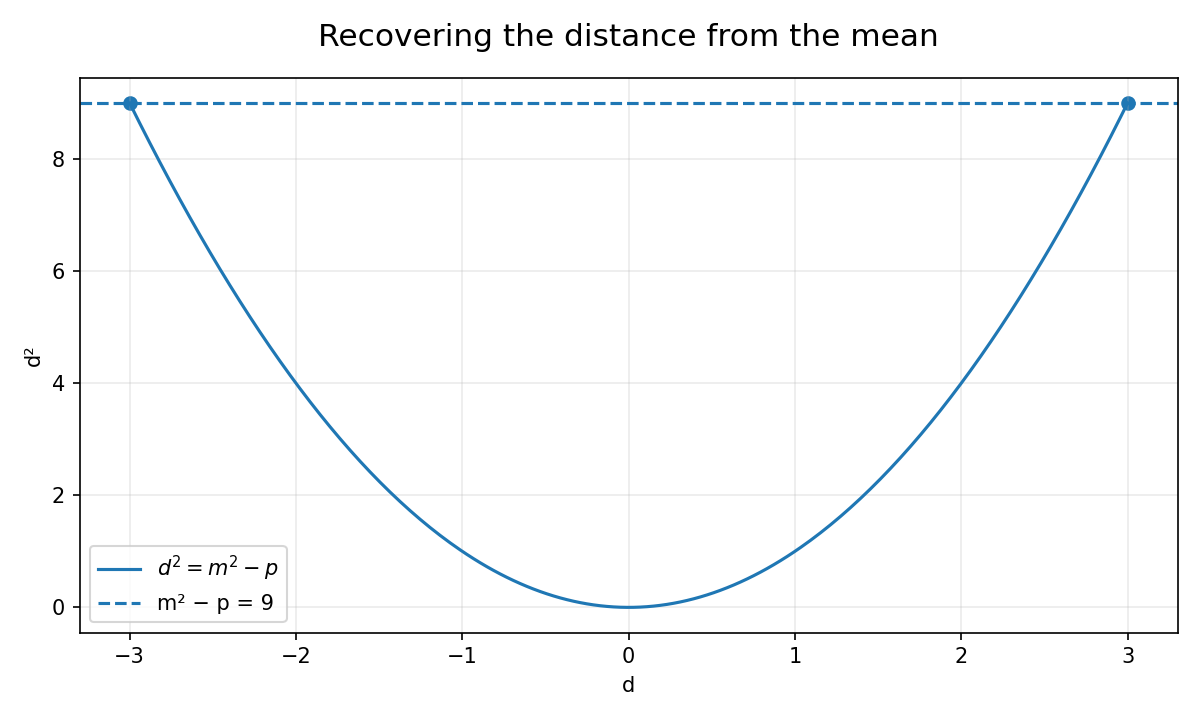 Recovering the distance from the mean
d²
8
6
4
2
0
d² = m² − p
m² − p = 9
−3 −2 −1 0 1 2 3
d